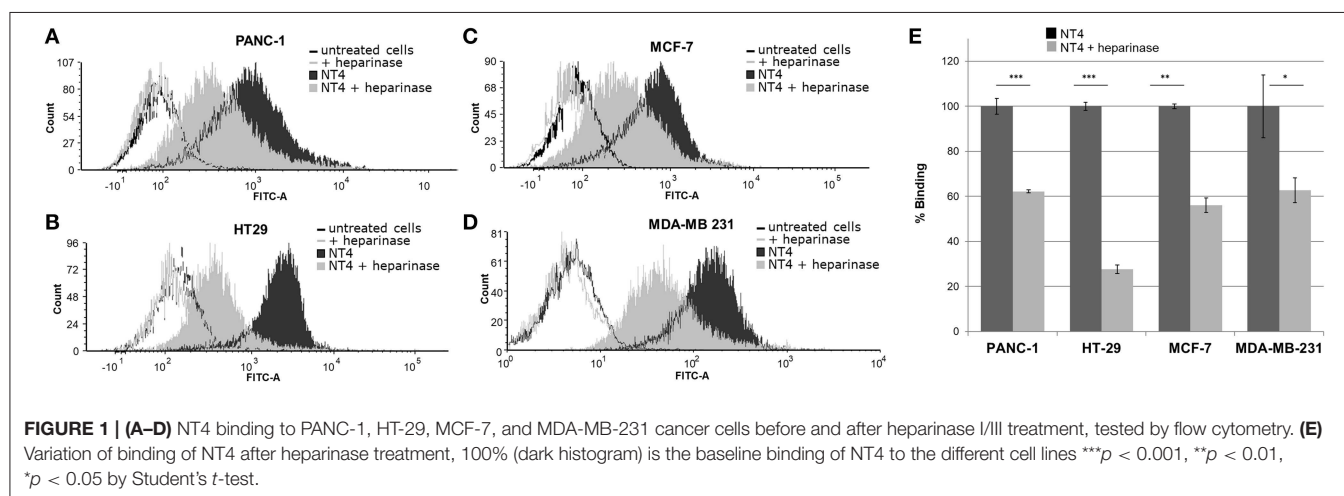 A
PANC-1
107
80
53
27
0
Count
-10¹ 10² 10³ 10⁴ 10
FITC-A
untreated cells
+ heparinase
NT4
NT4 + heparinase
C
MCF-7
90
68
45
23
0
Count
-10¹ 10² 10³ 10⁴ 10⁵
FITC-A
untreated cells
+ heparinase
NT4
NT4 + heparinase
B
HT29
96
72
48
24
0
Count
-10¹ 10² 10³ 10⁴ 10⁵
FITC-A
untreated cells
+ heparinase
NT4
NT4 + heparinase
D
MDA-MB 231
81
60
40
20
0
Count
10⁰ 10¹ 10² 10³ 10⁴
FITC-A
untreated cells
+ heparinase
NT4
NT4 + heparinase
E
NT4
NT4 + heparinase
120
100
80
60
40
20
0
% Binding
*** *** ** *
PANC-1 HT-29 MCF-7 MDA-MB-231
FIGURE 1 | (A–D) NT4 binding to PANC-1, HT-29, MCF-7, and MDA-MB-231 cancer cells before and after heparinase I/III treatment, tested by flow cytometry. (E)
Variation of binding of NT4 after heparinase treatment, 100% (dark histogram) is the baseline binding of NT4 to the different cell lines ***p < 0.001, **p < 0.01,
*p < 0.05 by Student's t-test.